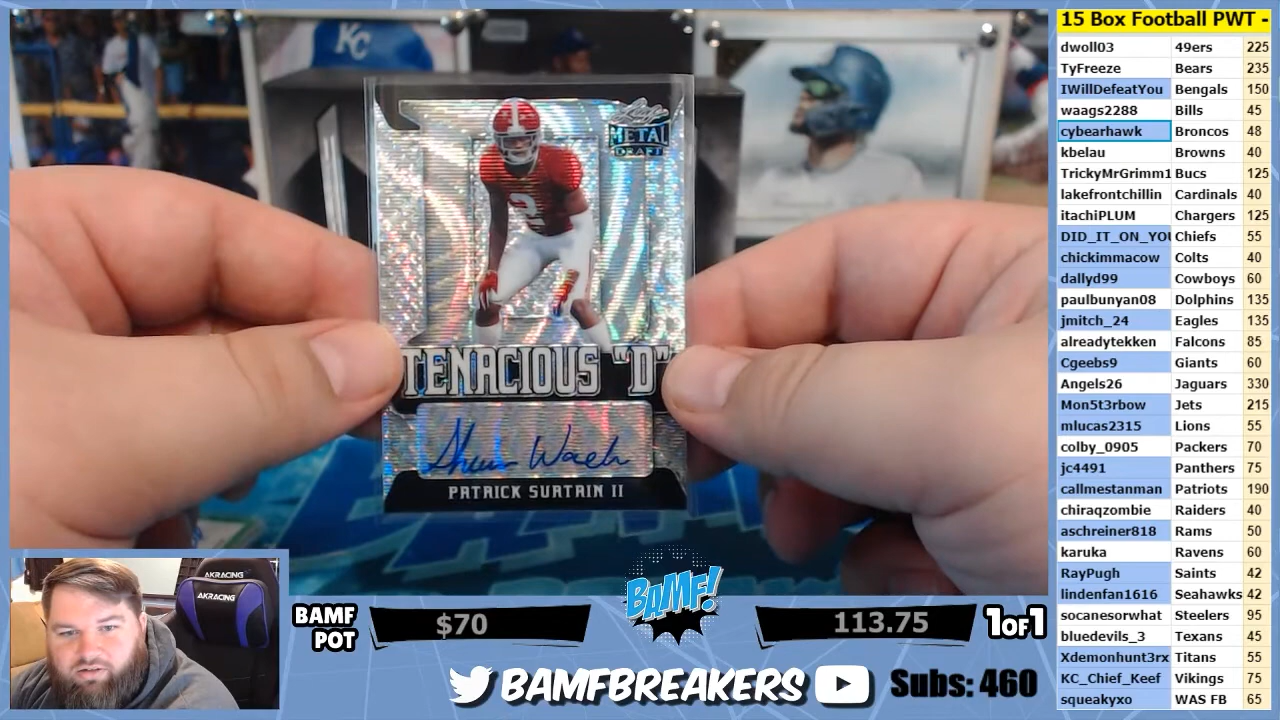 KC
Leaf
METAL
DRAFT
2
TENACIOUS "D"
PATRICK SURTAIN II
AKRACING
AKRACING
BAMF
POT
$70
BAMF!
113.75
1OF1
BAMFBREAKERS
Subs: 460
15 Box Football PWT -
dwoll03 49ers 225
TyFreeze Bears 235
IWillDefeatYou Bengals 150
waags2288 Bills 45
cybearhawk Broncos 48
kbelau Browns 40
TrickyMrGrimm1 Bucs 125
lakefrontchillin Cardinals 40
itachiPLUM Chargers 125
DID_IT_ON_YOU Chiefs 55
chickimmacow Colts 40
dallyd99 Cowboys 60
paulbunyan08 Dolphins 135
jmitch_24 Eagles 135
alreadytekken Falcons 85
Cgeebs9 Giants 60
Angels26 Jaguars 330
Mon5t3rbow Jets 215
mlucas2315 Lions 55
colby_0905 Packers 70
jc4491 Panthers 75
callmestanman Patriots 190
chiraqzombie Raiders 40
aschreiner818 Rams 50
karuka Ravens 60
RayPugh Saints 42
lindenfan1616 Seahawks 42
socanesorwhat Steelers 95
bluedevils_3 Texans 45
Xdemonhunt3rx Titans 55
KC_Chief_Keef Vikings 75
squeakyxo WAS FB 65